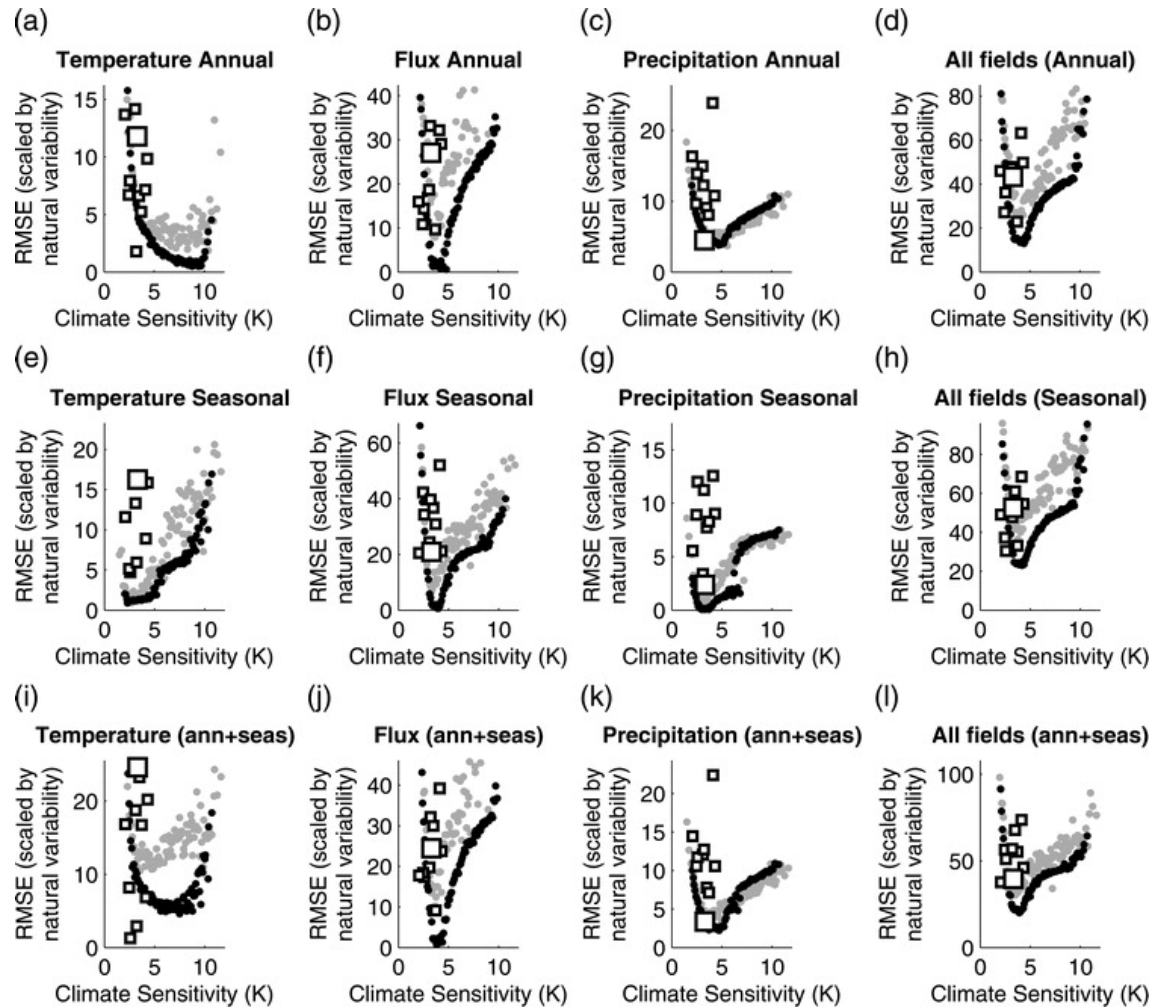 (a)
Temperature Annual
RMSE (scaled by
natural variability)
15
10
5
0
0
5
10
Climate Sensitivity (K)
(b)
Flux Annual
RMSE (scaled by
natural variability)
40
30
20
10
0
0
5
10
Climate Sensitivity (K)
(c)
Precipitation Annual
RMSE (scaled by
natural variability)
20
10
0
0
5
10
Climate Sensitivity (K)
(d)
All fields (Annual)
RMSE (scaled by
natural variability)
80
60
40
20
0
0
5
10
Climate Sensitivity (K)
(e)
Temperature Seasonal
RMSE (scaled by
natural variability)
20
15
10
5
0
0
5
10
Climate Sensitivity (K)
(f)
Flux Seasonal
RMSE (scaled by
natural variability)
60
40
20
0
0
5
10
Climate Sensitivity (K)
(g)
Precipitation Seasonal
RMSE (scaled by
natural variability)
15
10
5
0
0
5
10
Climate Sensitivity (K)
(h)
All fields (Seasonal)
RMSE (scaled by
natural variability)
80
60
40
20
0
0
5
10
Climate Sensitivity (K)
(i)
Temperature (ann+seas)
RMSE (scaled by
natural variability)
20
10
0
0
5
10
Climate Sensitivity (K)
(j)
Flux (ann+seas)
RMSE (scaled by
natural variability)
40
30
20
10
0
0
5
10
Climate Sensitivity (K)
(k)
Precipitation (ann+seas)
RMSE (scaled by
natural variability)
20
15
10
5
0
0
5
10
Climate Sensitivity (K)
(l)
All fields (ann+seas)
RMSE (scaled by
natural variability)
100
50
0
0
5
10
Climate Sensitivity (K)